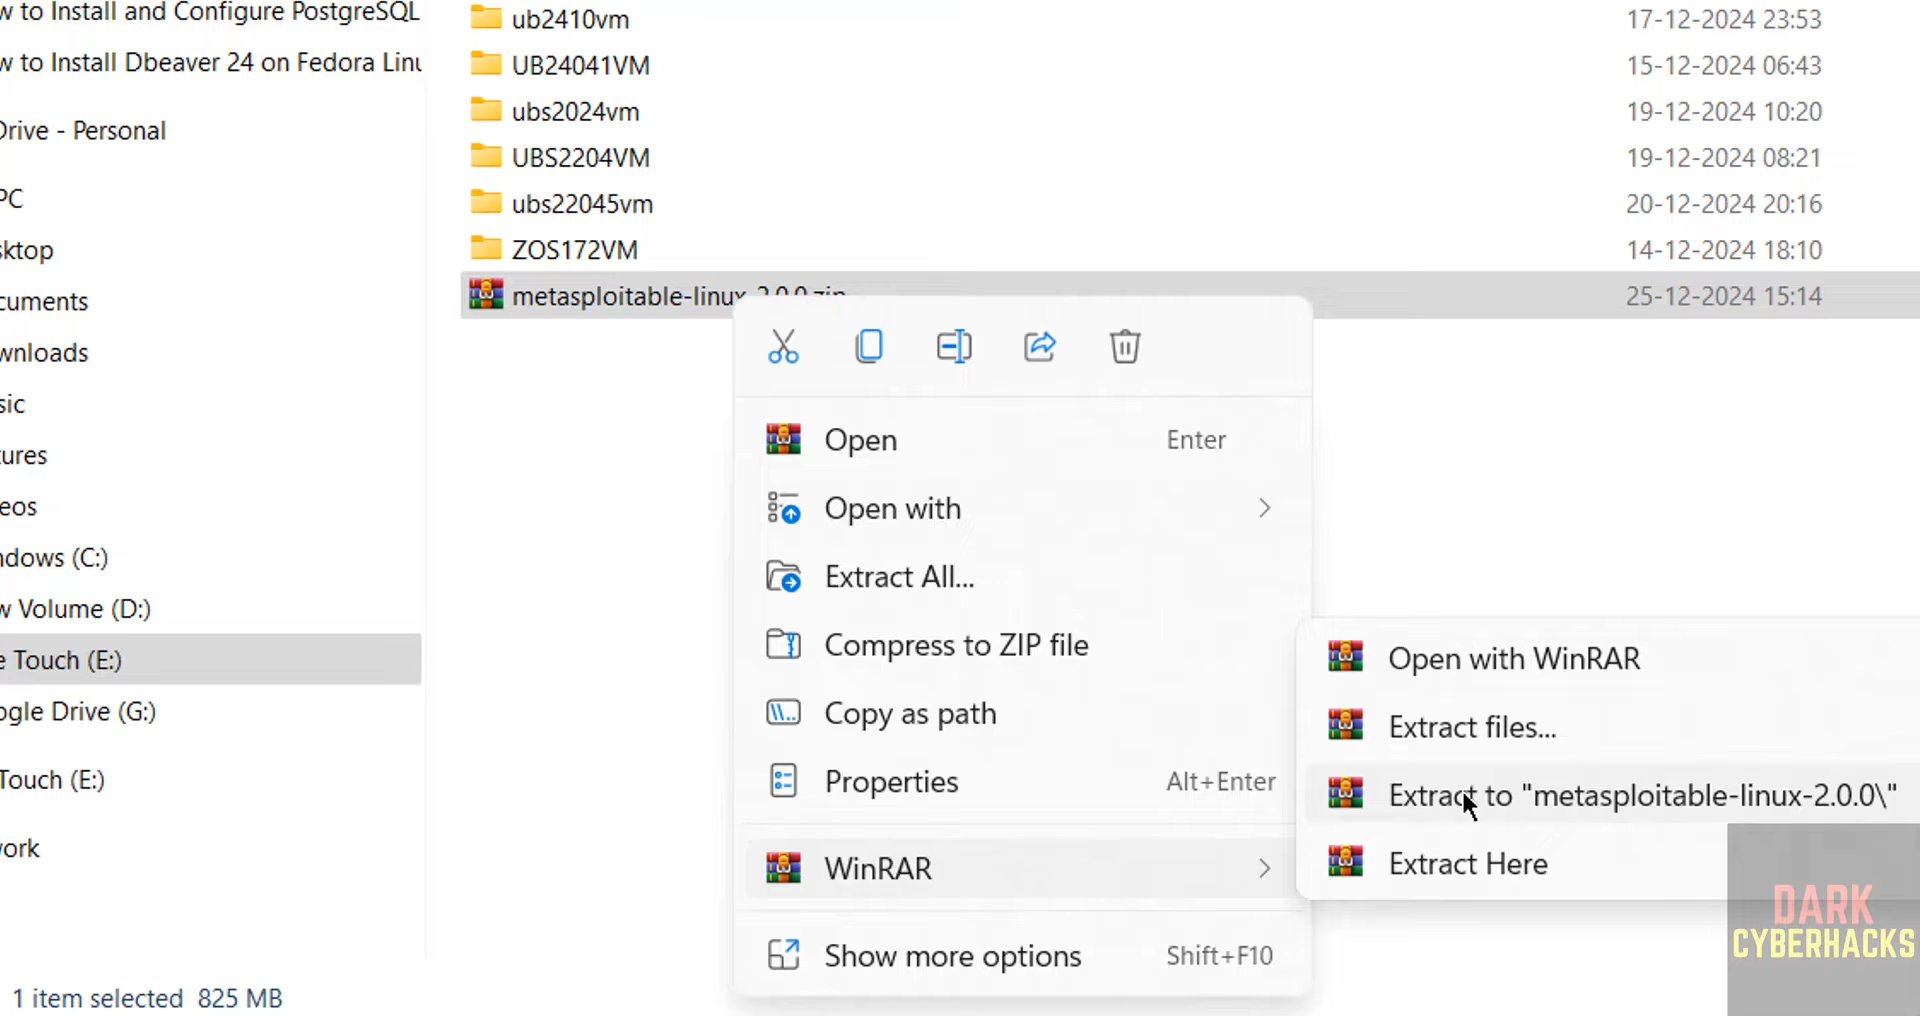 w to Install and Configure PostgreSQL
w to Install Dbeaver 24 on Fedora Linu
Drive - Personal
PC
sktop
cuments
wnloads
sic
tures
eos
ndows (C:)
w Volume (D:)
e Touch (E:)
ogle Drive (G:)
Touch (E:)
work
1 item selected 825 MB
ub2410vm 17-12-2024 23:53
UB24041VM 15-12-2024 06:43
ubs2024vm 19-12-2024 10:20
UBS2204VM 19-12-2024 08:21
ubs22045vm 20-12-2024 20:16
ZOS172VM 14-12-2024 18:10
metasploitable-linux-2.0.0.zip 25-12-2024 15:14
Open Enter
Open with
Extract All...
Compress to ZIP file
Copy as path
Properties Alt+Enter
WinRAR
Show more options Shift+F10
Open with WinRAR
Extract files...
Extract to "metasploitable-linux-2.0.0\"
Extract Here
DARK
CYBERHACKS